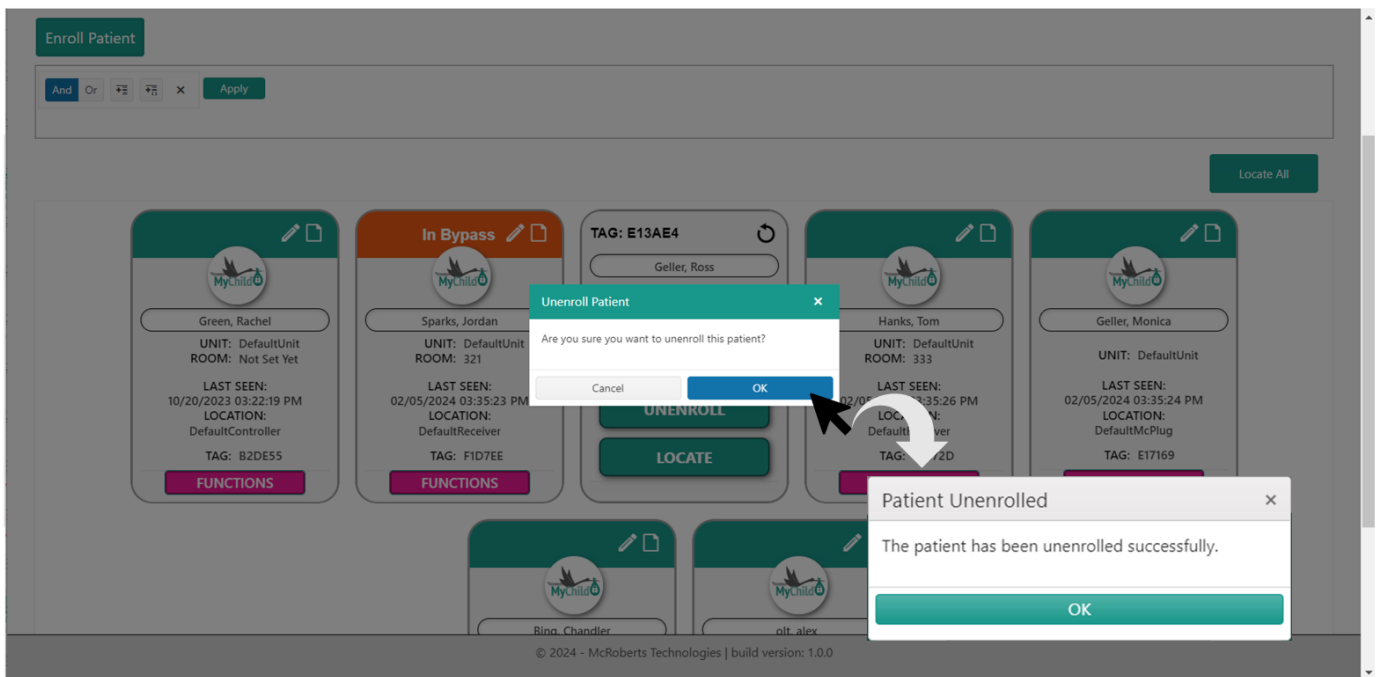 Enroll Patient
And Or Apply
Locate All
In Bypass
TAG: E13AE4
MyChild
MyChild
Geller, Ross
MyChild
MyChild
Unenroll Patient
Green, Rachel
Sparks, Jordan
Hanks, Tom
Geller, Monica
Are you sure you want to unenroll this patient?
UNIT: DefaultUnit
ROOM: Not Set Yet
UNIT: DefaultUnit
ROOM: 321
UNIT: DefaultUnit
ROOM: 333
UNIT: DefaultUnit
Cancel OK
LAST SEEN:
10/20/2023 03:22:19 PM
LOCATION:
DefaultController
TAG: B2DE55
FUNCTIONS
LAST SEEN:
02/05/2024 03:35:23 PM
LOCATION:
DefaultReceiver
TAG: F1D7EE
FUNCTIONS
UNENROLL
LOCATE
LAST SEEN:
3:35:26 PM
TAG:
LAST SEEN:
02/05/2024 03:35:24 PM
LOCATION:
DefaultMcPlug
TAG: E17169
Patient Unenrolled
The patient has been unenrolled successfully.
OK
MyChild
MyChild
Bing, Chandler
olt, alex
© 2024 - McRoberts Technologies | build version: 1.0.0